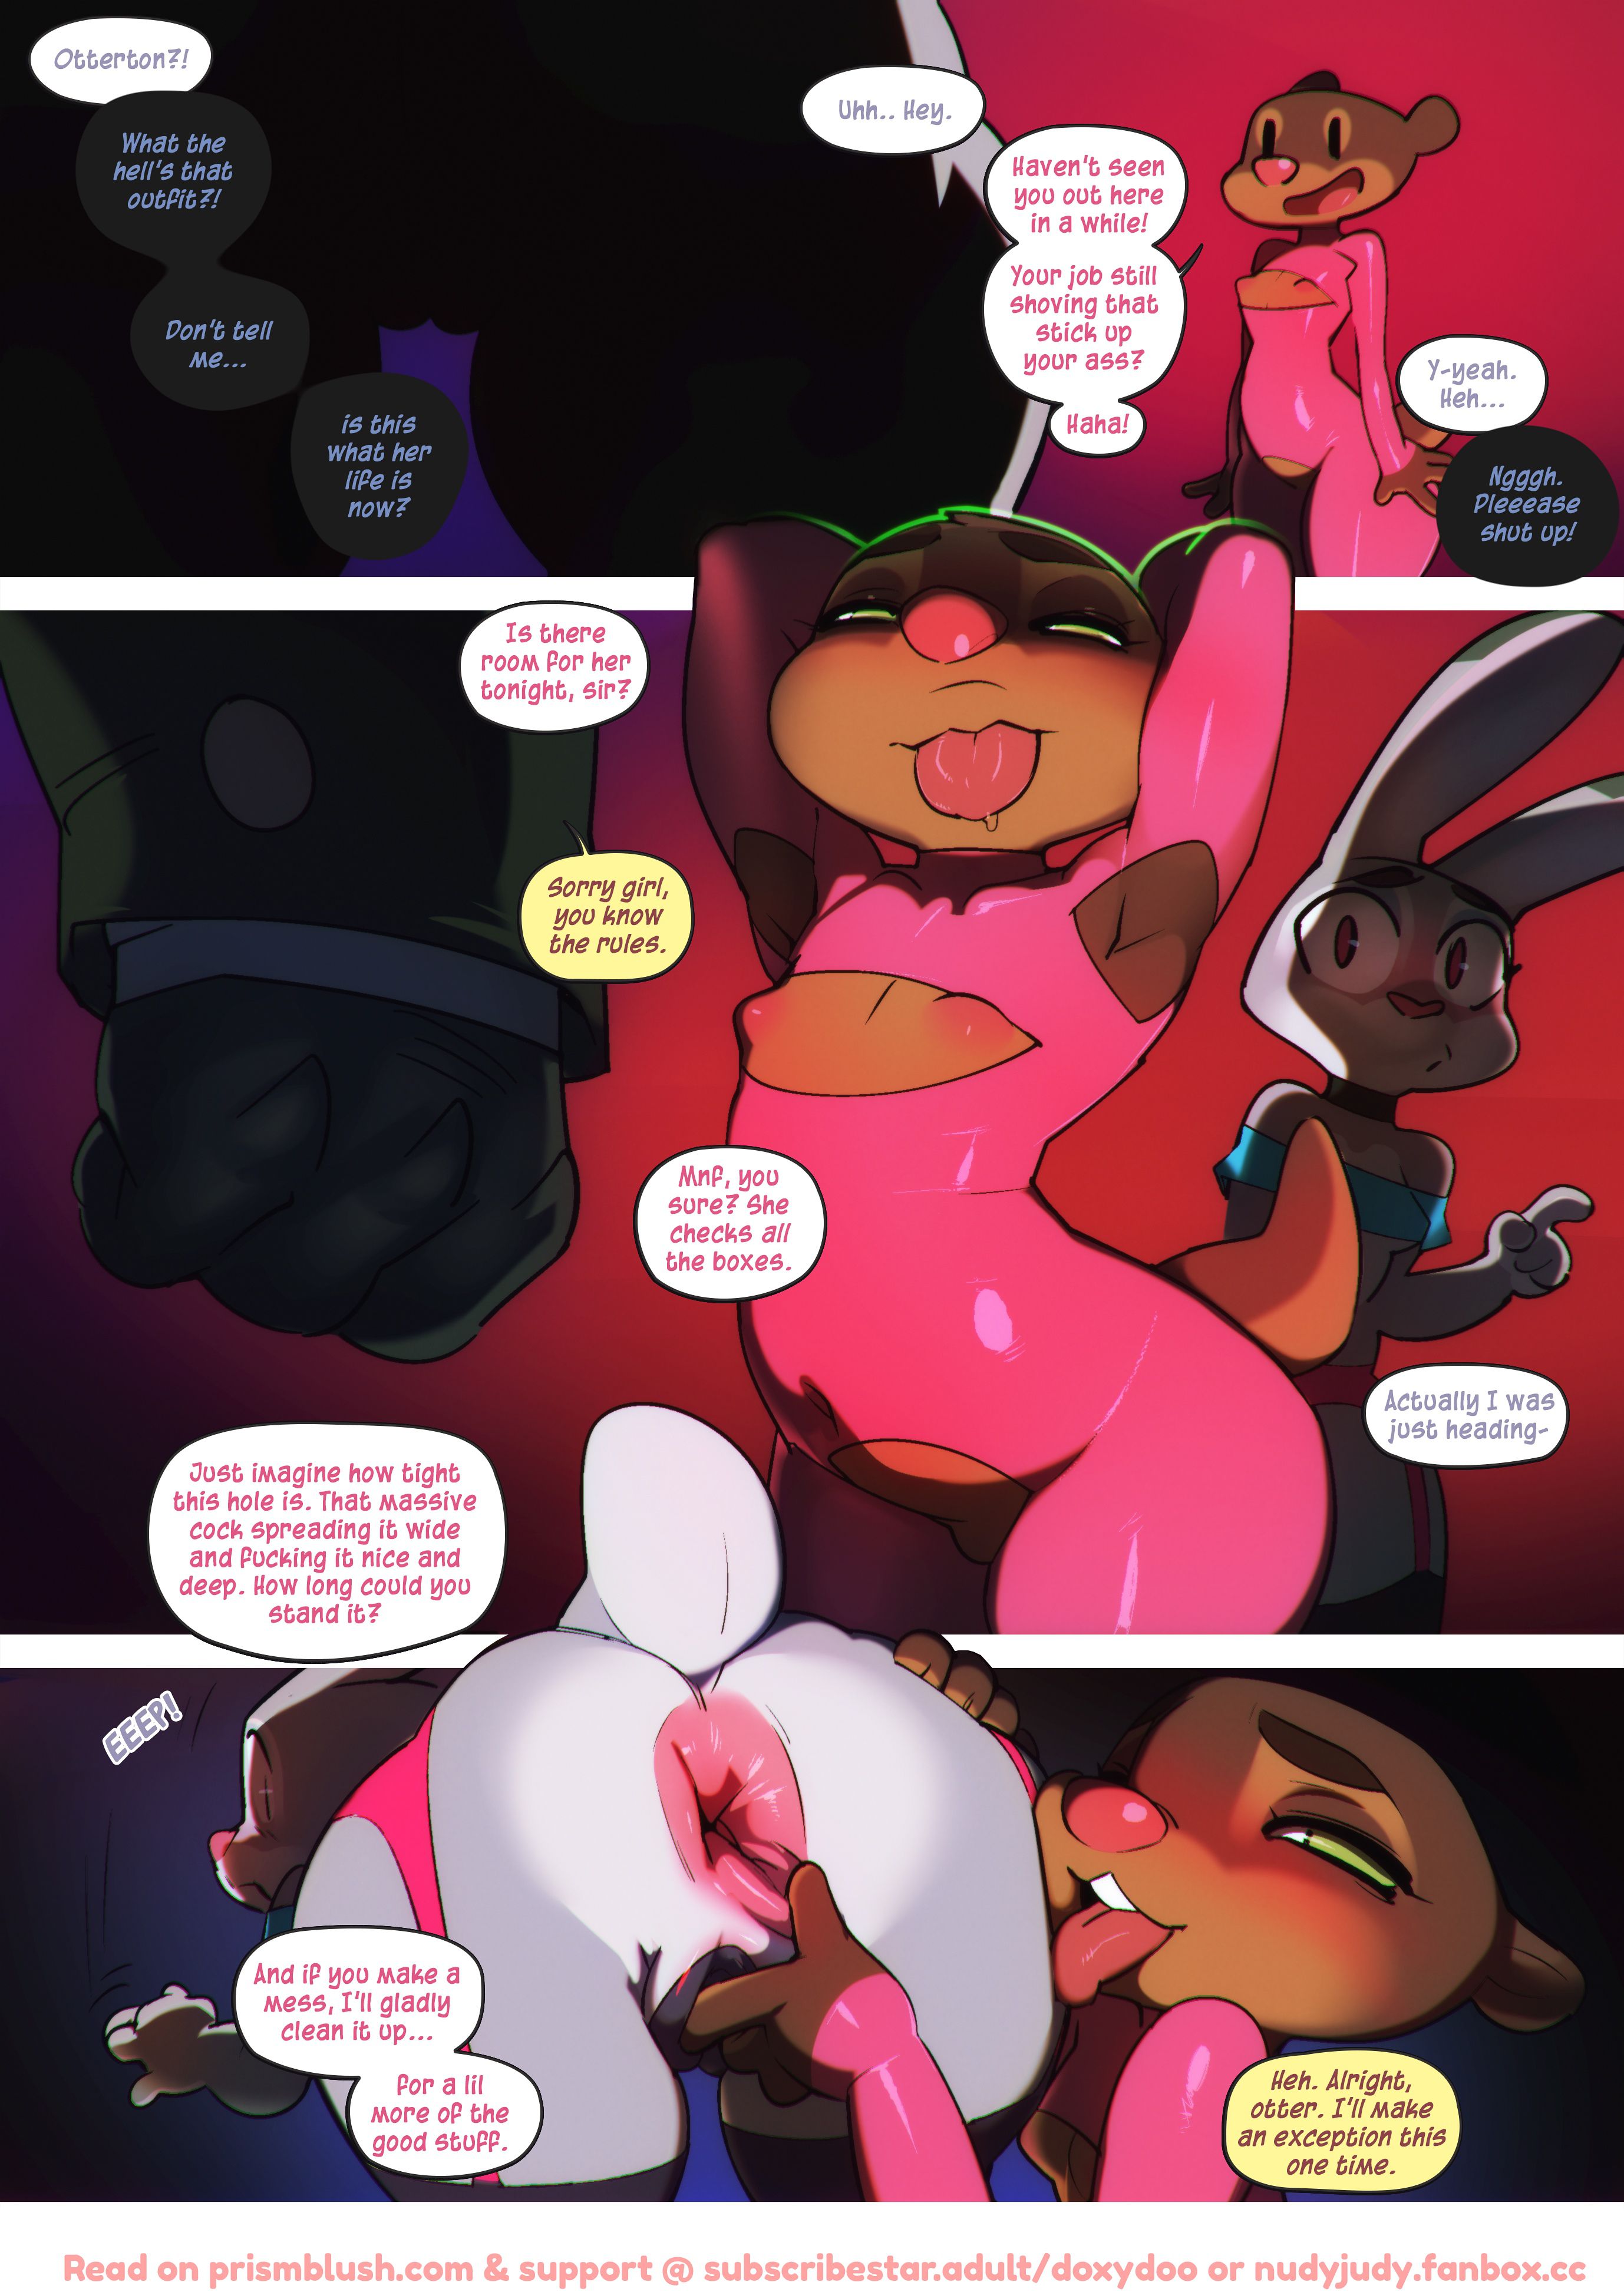 Otterton?!
What the
hell's that
outfit?!
Don't tell
me...
is this
what her
life is
now?
Uhh.. Hey.
Haven't seen
you out here
in a while!
Your job still
shoving that
stick up
your ass?
Haha!
Y-yeah.
Heh...
Ngggh.
Pleeease
shut up!
Is there
room for her
tonight, sir?
Sorry girl,
you know
the rules.
Mnf, you
sure? She
checks all
the boxes.
Actually I was
just heading-
Just imagine how tight
this hole is. That massive
cock spreading it wide
and fucking it nice and
deep. How long could you
stand it?
EEEP!
And if you make a
mess, I'll gladly
clean it up...
for a lil
more of the
good stuff.
Heh. Alright,
otter. I'll make
an exception this
one time.
Read on prismblush.com & support @ subscribestar.adult/doxydoo or nudyjudy.fanbox.cc